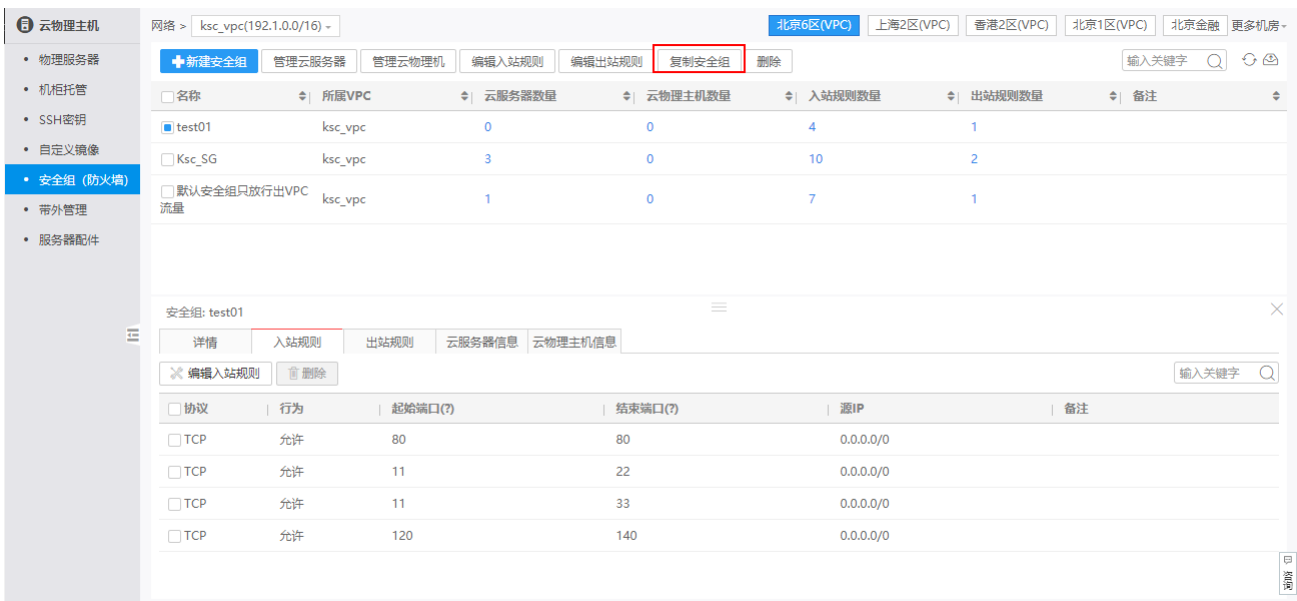 云物理主机
网络 > ksc_vpc(192.1.0.0/16) 北京6区(VPC) 上海2区(VPC) 香港2区(VPC) 北京1区(VPC) 北京金融 更多机房
物理服务器
机柜托管
SSH密钥
自定义镜像
安全组（防火墙）
带外管理
服务器配件
新建安全组 管理云服务器 管理云物理机 编辑入站规则 编辑出站规则 复制安全组 删除 输入关键字
名称 所属VPC 云服务器数量 云物理主机数量 入站规则数量 出站规则数量 备注
test01 ksc_vpc 0 0 4 1
Ksc_SG ksc_vpc 3 0 10 2
默认安全组只放行出VPC
流量 ksc_vpc 1 0 7 1
安全组: test01
详情 入站规则 出站规则 云服务器信息 云物理主机信息
编辑入站规则 删除 输入关键字
协议 行为 起始端口(?) 结束端口(?) 源IP 备注
TCP 允许 80 80 0.0.0.0/0
TCP 允许 11 22 0.0.0.0/0
TCP 允许 11 33 0.0.0.0/0
TCP 允许 120 140 0.0.0.0/0
咨询